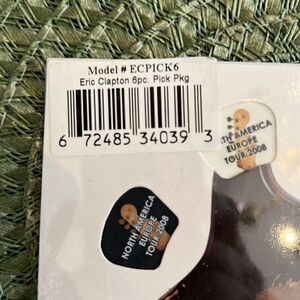 Model # ECPICK6
Eric Clapton 6pc. Pick Pkg
6 72485 34039 3
NORTH AMERICA
EUROPE
TOUR 2008
NORTH AMERICA
EUROPE
TOUR 2008